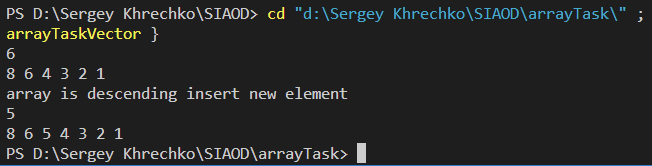 PS D:\Sergey Khrechko\SIAOD> cd "d:\Sergey Khrechko\SIAOD\arrayTask\" ;
arrayTaskVector }
6
8 6 4 3 2 1
array is descending insert new element
5
8 6 5 4 3 2 1
PS D:\Sergey Khrechko\SIAOD\arrayTask>